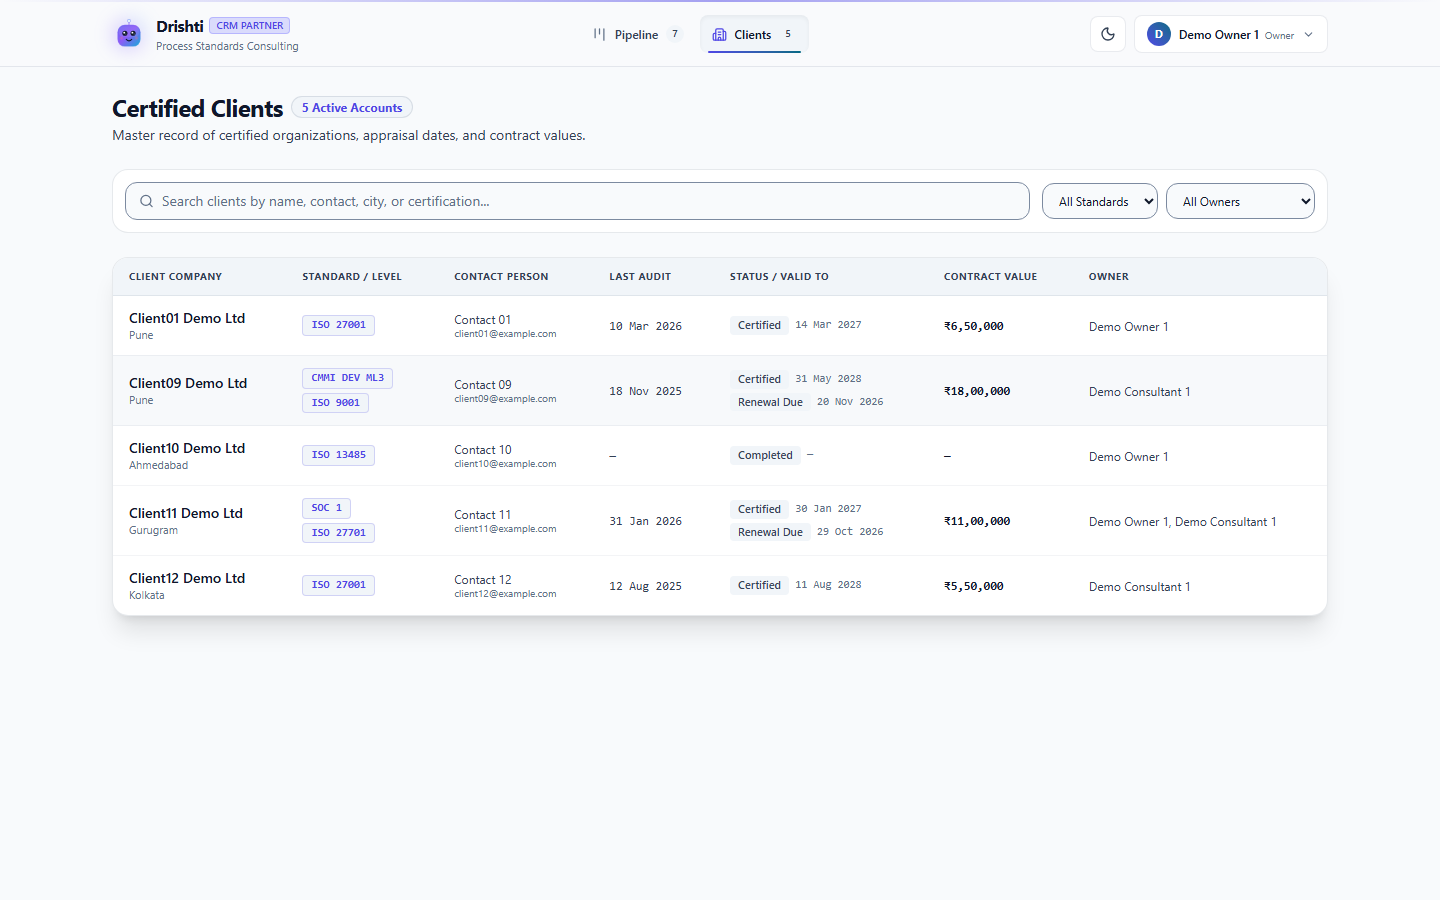 Drishti CRM PARTNER
Process Standards Consulting
Pipeline 7
Clients 5
D Demo Owner 1 Owner
Certified Clients 5 Active Accounts
Master record of certified organizations, appraisal dates, and contract values.
Search clients by name, contact, city, or certification...
All Standards
All Owners
CLIENT COMPANY STANDARD / LEVEL CONTACT PERSON LAST AUDIT STATUS / VALID TO CONTRACT VALUE OWNER
Client01 Demo Ltd
Pune
ISO 27001
Contact 01
client01@example.com
10 Mar 2026
Certified 14 Mar 2027
₹6,50,000
Demo Owner 1
Client09 Demo Ltd
Pune
CMMI DEV ML3
ISO 9001
Contact 09
client09@example.com
18 Nov 2025
Certified 31 May 2028
Renewal Due 20 Nov 2026
₹18,00,000
Demo Consultant 1
Client10 Demo Ltd
Ahmedabad
ISO 13485
Contact 10
client10@example.com
—
Completed —
—
Demo Owner 1
Client11 Demo Ltd
Gurugram
SOC 1
ISO 27701
Contact 11
client11@example.com
31 Jan 2026
Certified 30 Jan 2027
Renewal Due 29 Oct 2026
₹11,00,000
Demo Owner 1, Demo Consultant 1
Client12 Demo Ltd
Kolkata
ISO 27001
Contact 12
client12@example.com
12 Aug 2025
Certified 11 Aug 2028
₹5,50,000
Demo Consultant 1